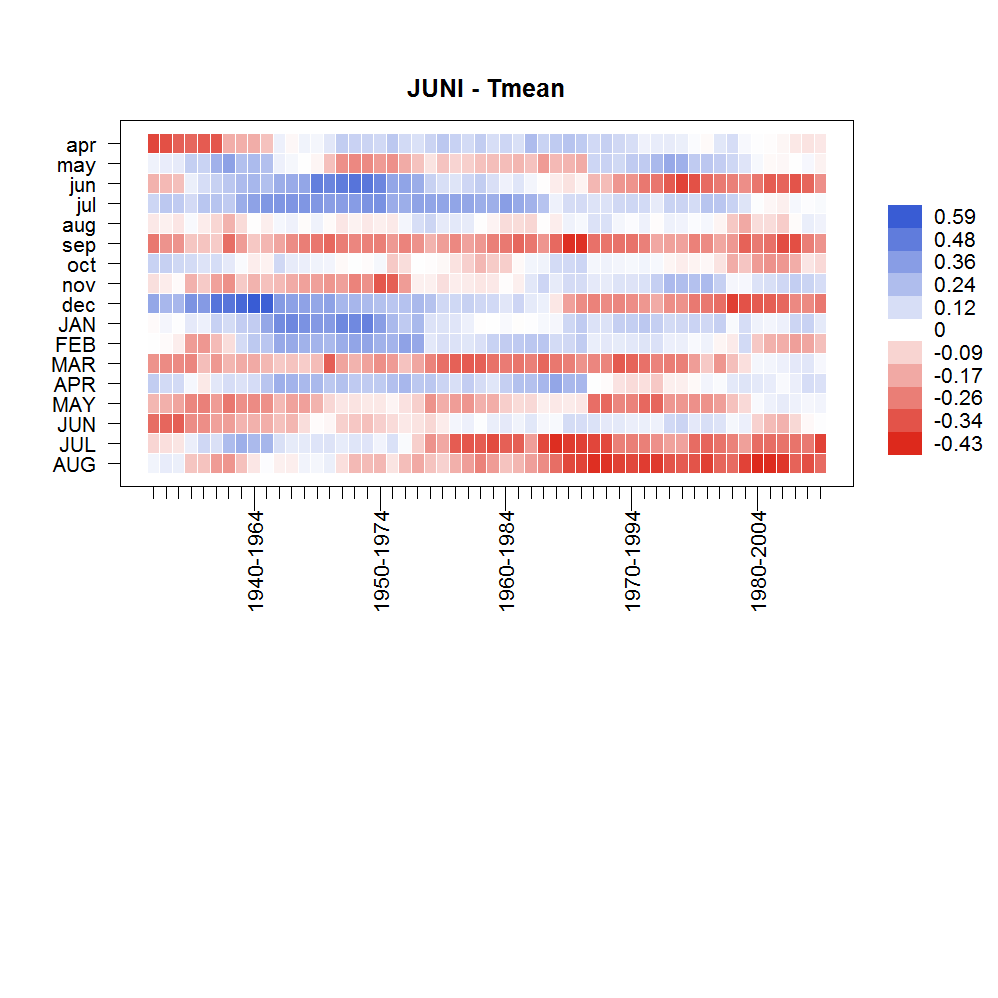 JUNI - Tmean
apr
may
jun
jul
aug
sep
oct
nov
dec
JAN
FEB
MAR
APR
MAY
JUN
JUL
AUG
0.59
0.48
0.36
0.24
0.12
0
-0.09
-0.17
-0.26
-0.34
-0.43
1940-1964
1950-1974
1960-1984
1970-1994
1980-2004